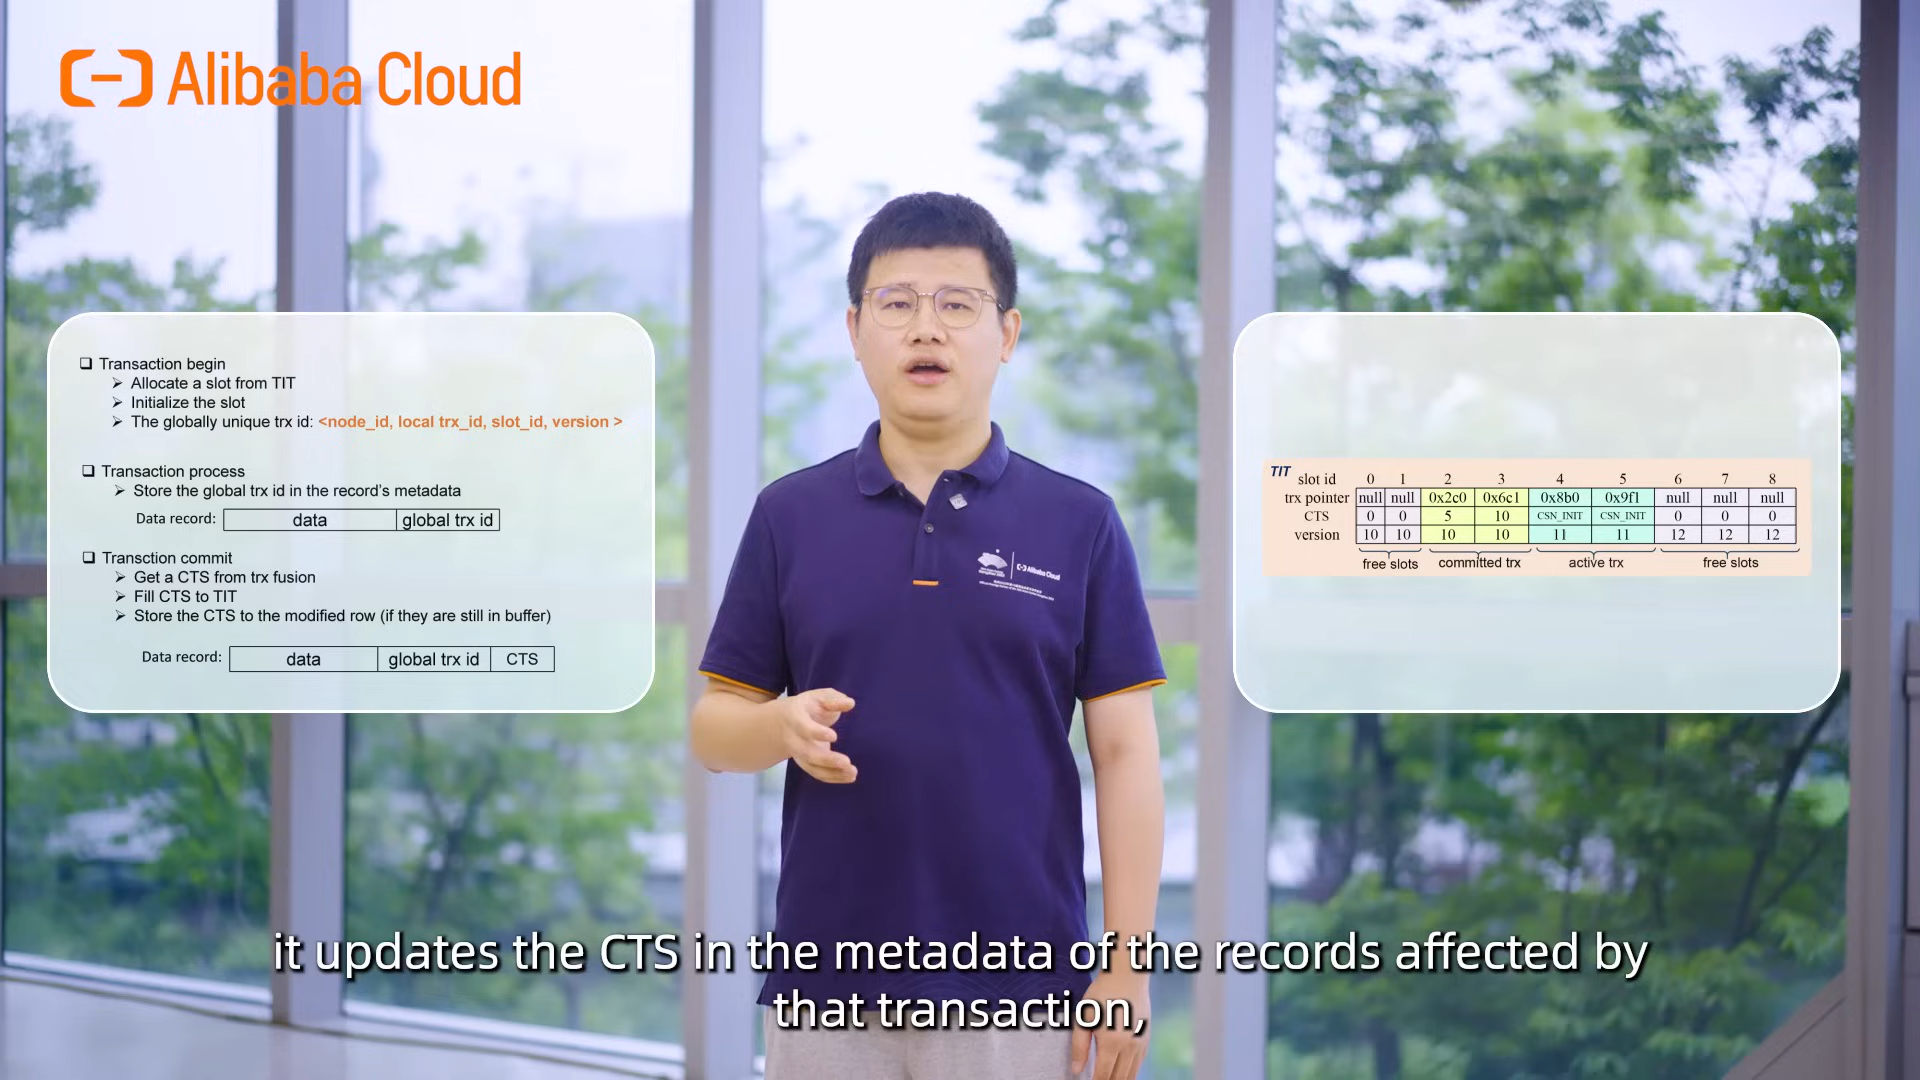 Alibaba Cloud
Transaction begin
Allocate a slot from TIT
Initialize the slot
The globally unique trx id: <node_id, local trx_id, slot_id, version >
Transaction process
Store the global trx id in the record's metadata
Data record: data global trx id
Transction commit
Get a CTS from trx fusion
Fill CTS to TIT
Store the CTS to the modified row (if they are still in buffer)
Data record: data global trx id CTS
TIT slot id 0 1 2 3 4 5 6 7 8
trx pointer null null 0x2c0 0x6c1 0x8b0 0x9f1 null null null
CTS 0 0 5 10 CSN_INIT CSN_INIT 0 0 0
version 10 10 10 10 11 11 12 12 12
free slots committed trx active trx free slots
Alibaba Cloud
it updates the CTS in the metadata of the records affected by
that transaction,